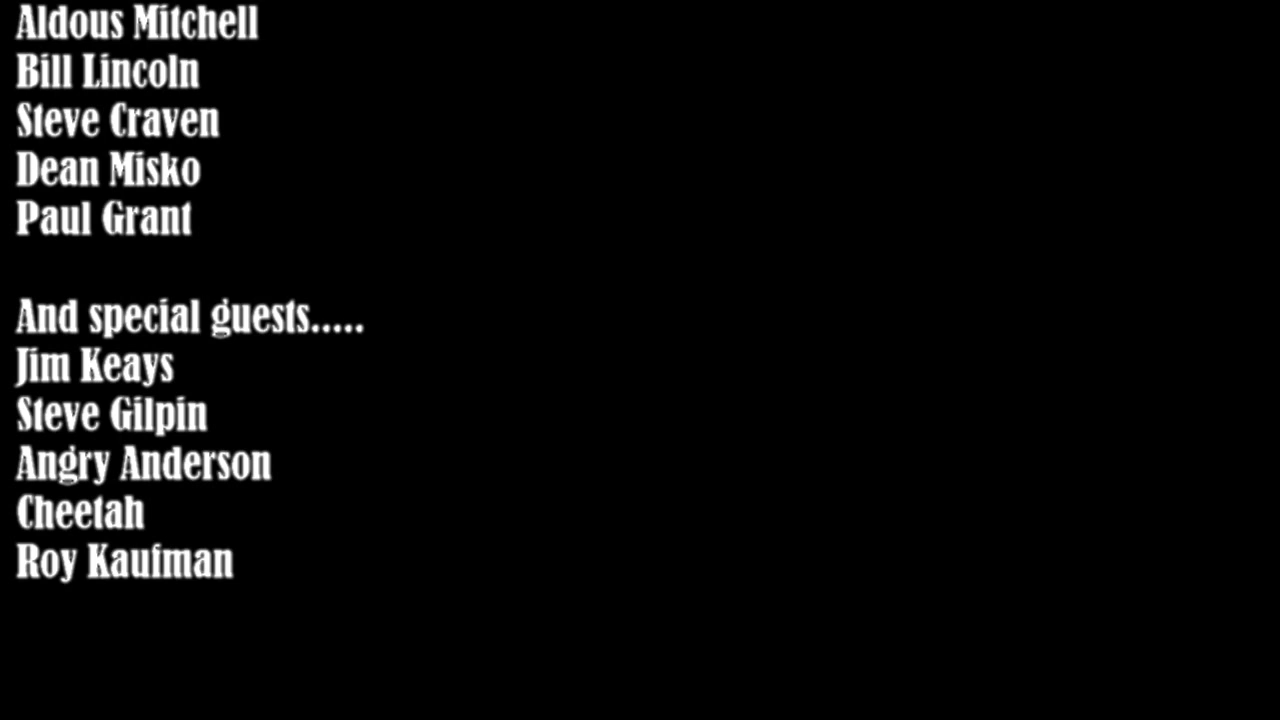 Aldous Mitchell
Bill Lincoln
Steve Craven
Dean Misko
Paul Grant
And special guests.....
Jim Keays
Steve Gilpin
Angry Anderson
Cheetah
Roy Kaufman